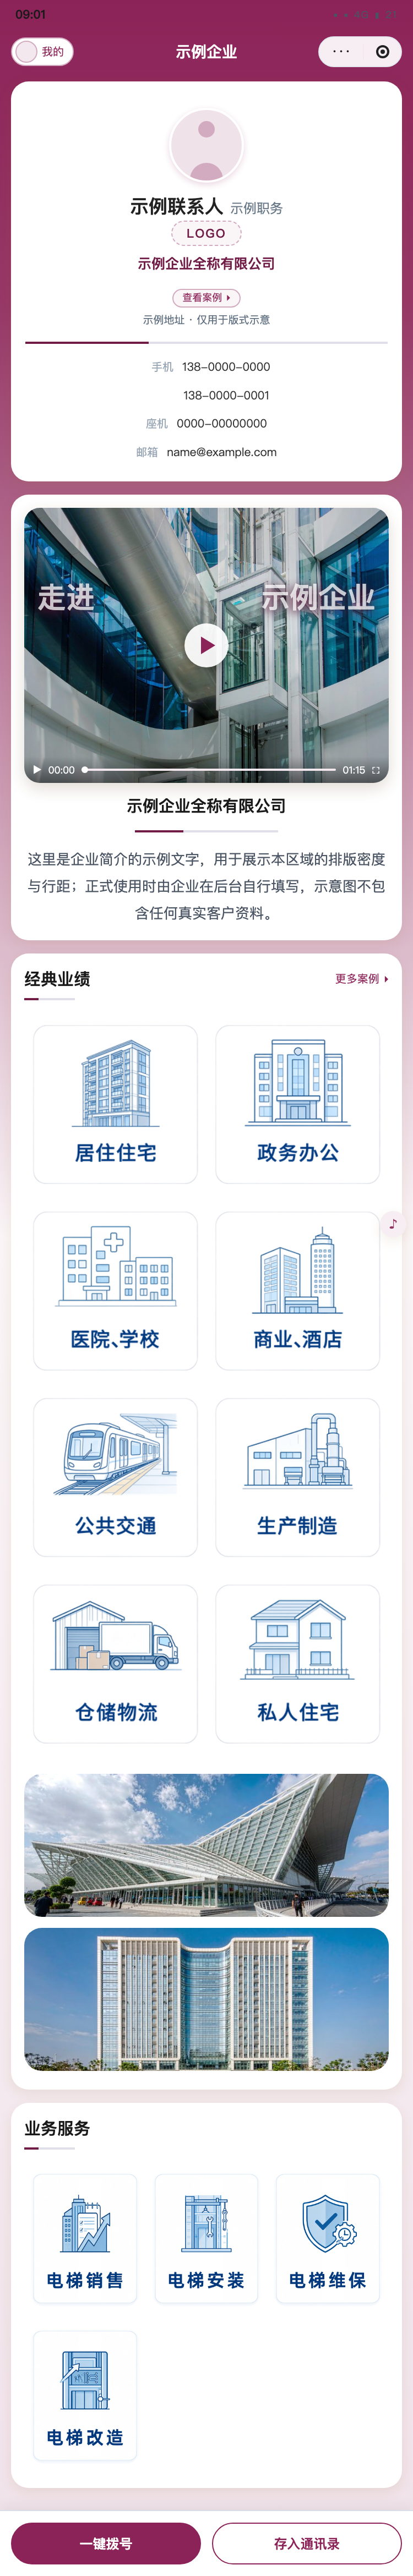 09:01
我的
示例企业
示例联系人 示例职务
LOGO
示例企业全称有限公司
查看案例
示例地址 · 仅用于版式示意
手机 138-0000-0000
138-0000-0001
座机 0000-00000000
邮箱 name@example.com
走进 示例企业
00:00 01:15
示例企业全称有限公司
这里是企业简介的示例文字，用于展示本区域的排版密度
与行距；正式使用时由企业在后台自行填写，示意图不包
含任何真实客户资料。
经典业绩 更多案例
居住住宅 政务办公
医院、学校 商业、酒店
公共交通 生产制造
仓储物流 私人住宅
业务服务
电梯销售 电梯安装 电梯维保
电梯改造
一键拨号 存入通讯录